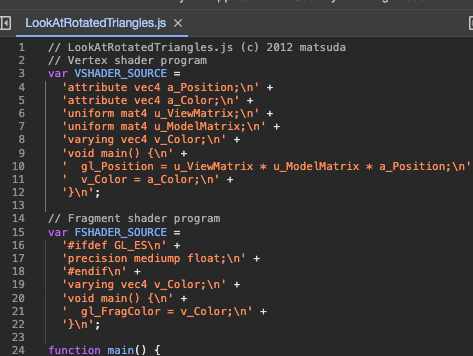 LookAtRotatedTriangles.js ×
1 // LookAtRotatedTriangles.js (c) 2012 matsuda
2 // Vertex shader program
3 var VSHADER_SOURCE =
4 'attribute vec4 a_Position;\n' +
5 'attribute vec4 a_Color;\n' +
6 'uniform mat4 u_ViewMatrix;\n' +
7 'uniform mat4 u_ModelMatrix;\n' +
8 'varying vec4 v_Color;\n' +
9 'void main() {\n' +
10 '  gl_Position = u_ViewMatrix * u_ModelMatrix * a_Position;\n'
11 '  v_Color = a_Color;\n' +
12 '}\n';
13
14 // Fragment shader program
15 var FSHADER_SOURCE =
16 '#ifdef GL_ES\n' +
17 'precision mediump float;\n' +
18 '#endif\n' +
19 'varying vec4 v_Color;\n' +
20 'void main() {\n' +
21 '  gl_FragColor = v_Color;\n' +
22 '}\n';
23
24 function main() {